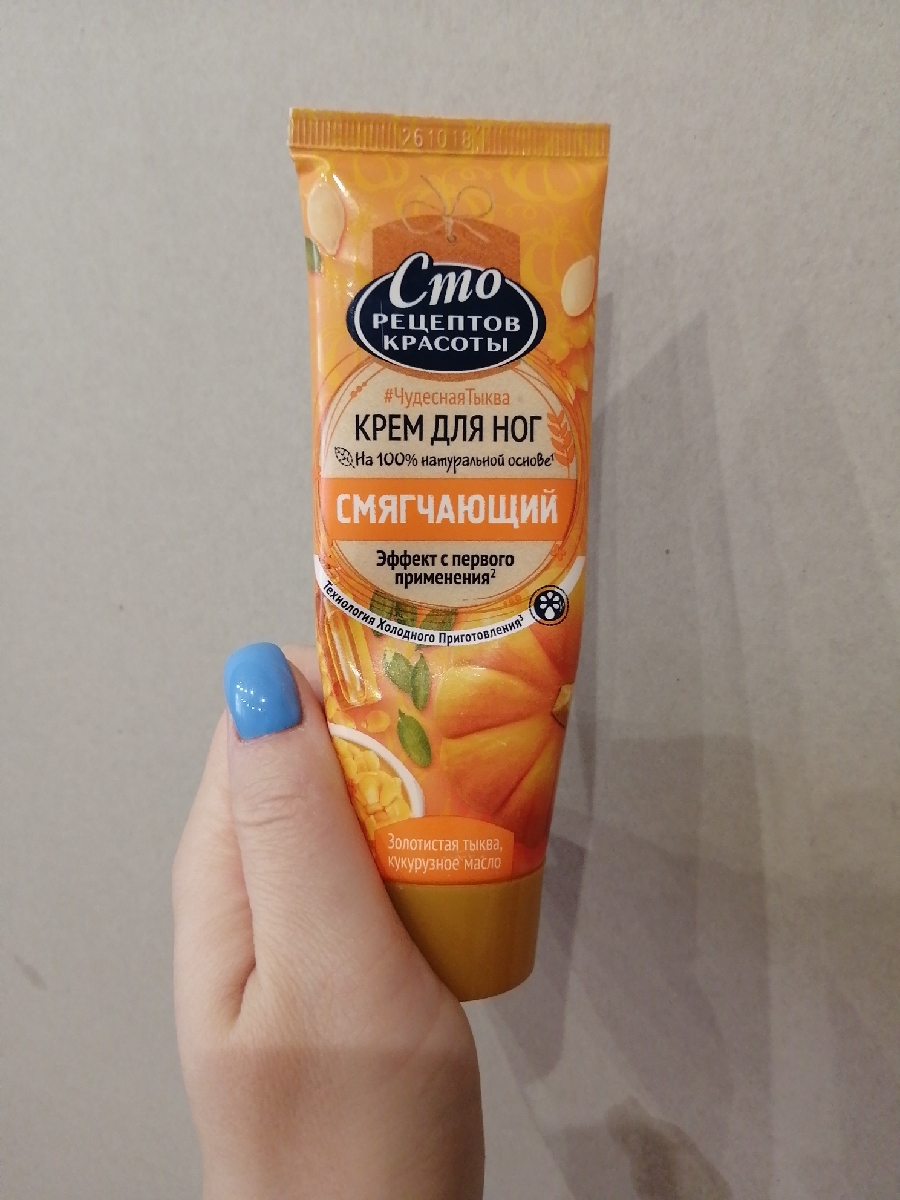 261018
Сто
РЕЦЕПТОВ
КРАСОТЫ
#ЧудеснаяТыква
КРЕМ ДЛЯ НОГ
На 100% натуральной основе¹
СМЯГЧАЮЩИЙ
Эффект с первого
применения²
Технология Холодного Приготовления³
Золотистая тыква,
кукурузное масло